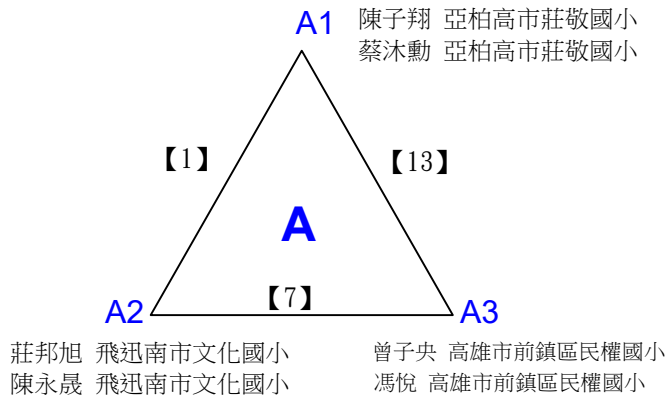 A1
陳子翔 亞柏高市莊敬國小
蔡沐勳 亞柏高市莊敬國小
【1】
【13】
A
【7】
A2
A3
莊邦旭 飛迅南市文化國小
陳永晟 飛迅南市文化國小
曾子央 高雄市前鎮區民權國小
馮悅 高雄市前鎮區民權國小